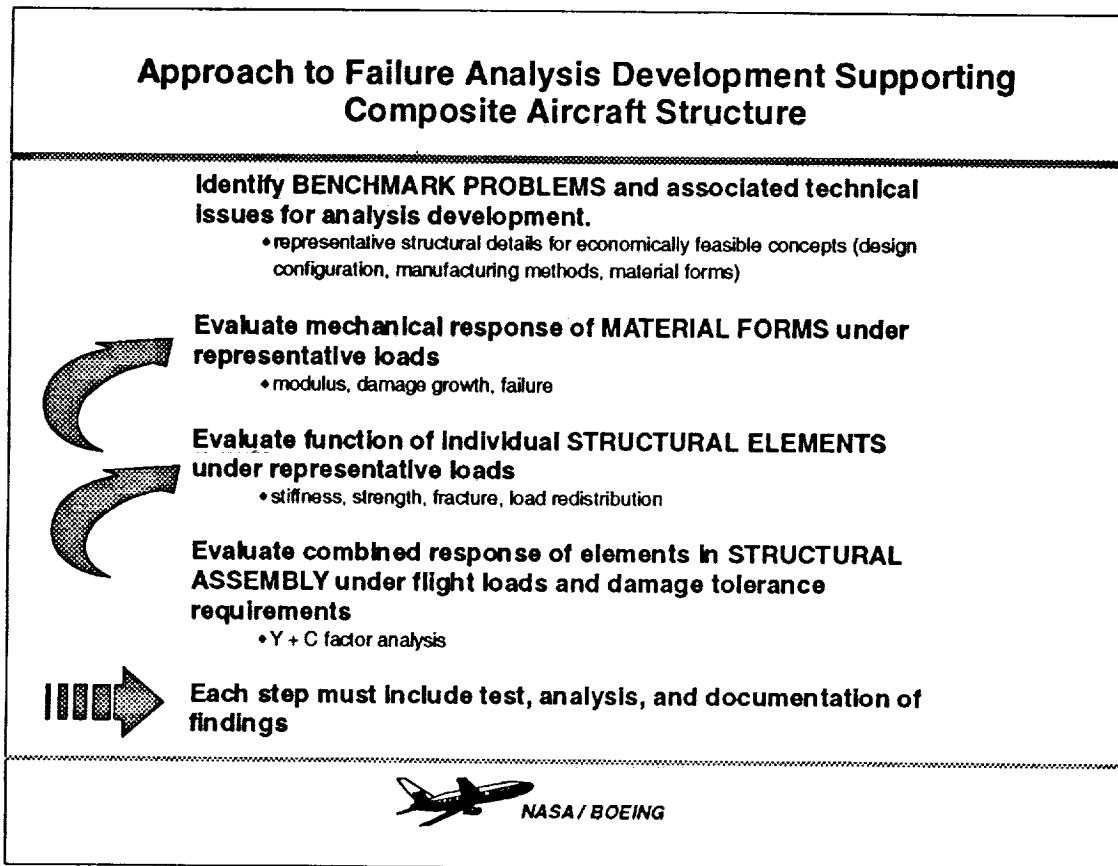 Approach to Failure Analysis Development Supporting
Composite Aircraft Structure
Identify BENCHMARK PROBLEMS and associated technical
issues for analysis development.
• representative structural details for economically feasible concepts (design
configuration, manufacturing methods, material forms)
Evaluate mechanical response of MATERIAL FORMS under
representative loads
• modulus, damage growth, failure
Evaluate function of individual STRUCTURAL ELEMENTS
under representative loads
• stiffness, strength, fracture, load redistribution
Evaluate combined response of elements in STRUCTURAL
ASSEMBLY under flight loads and damage tolerance
requirements
• Y + C factor analysis
Each step must include test, analysis, and documentation of
findings
NASA / BOEING